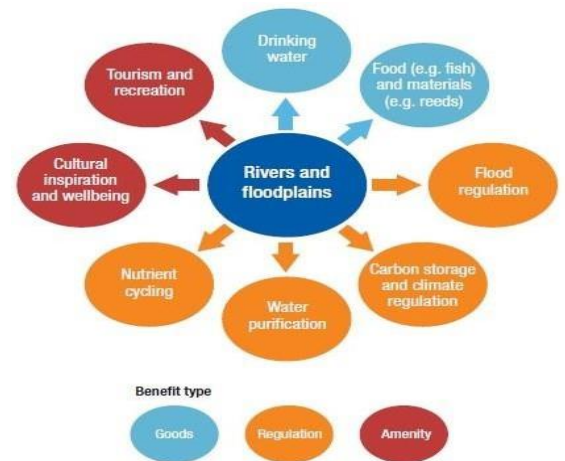 Drinking
water
Food (e.g. fish)
and materials
(e.g. reeds)
Tourism and
recreation
Rivers and
floodplains
Cultural
inspiration
and wellbeing
Flood
regulation
Nutrient
cycling
Carbon storage
and climate
regulation
Water
purification
Benefit type
Goods
Regulation
Amenity